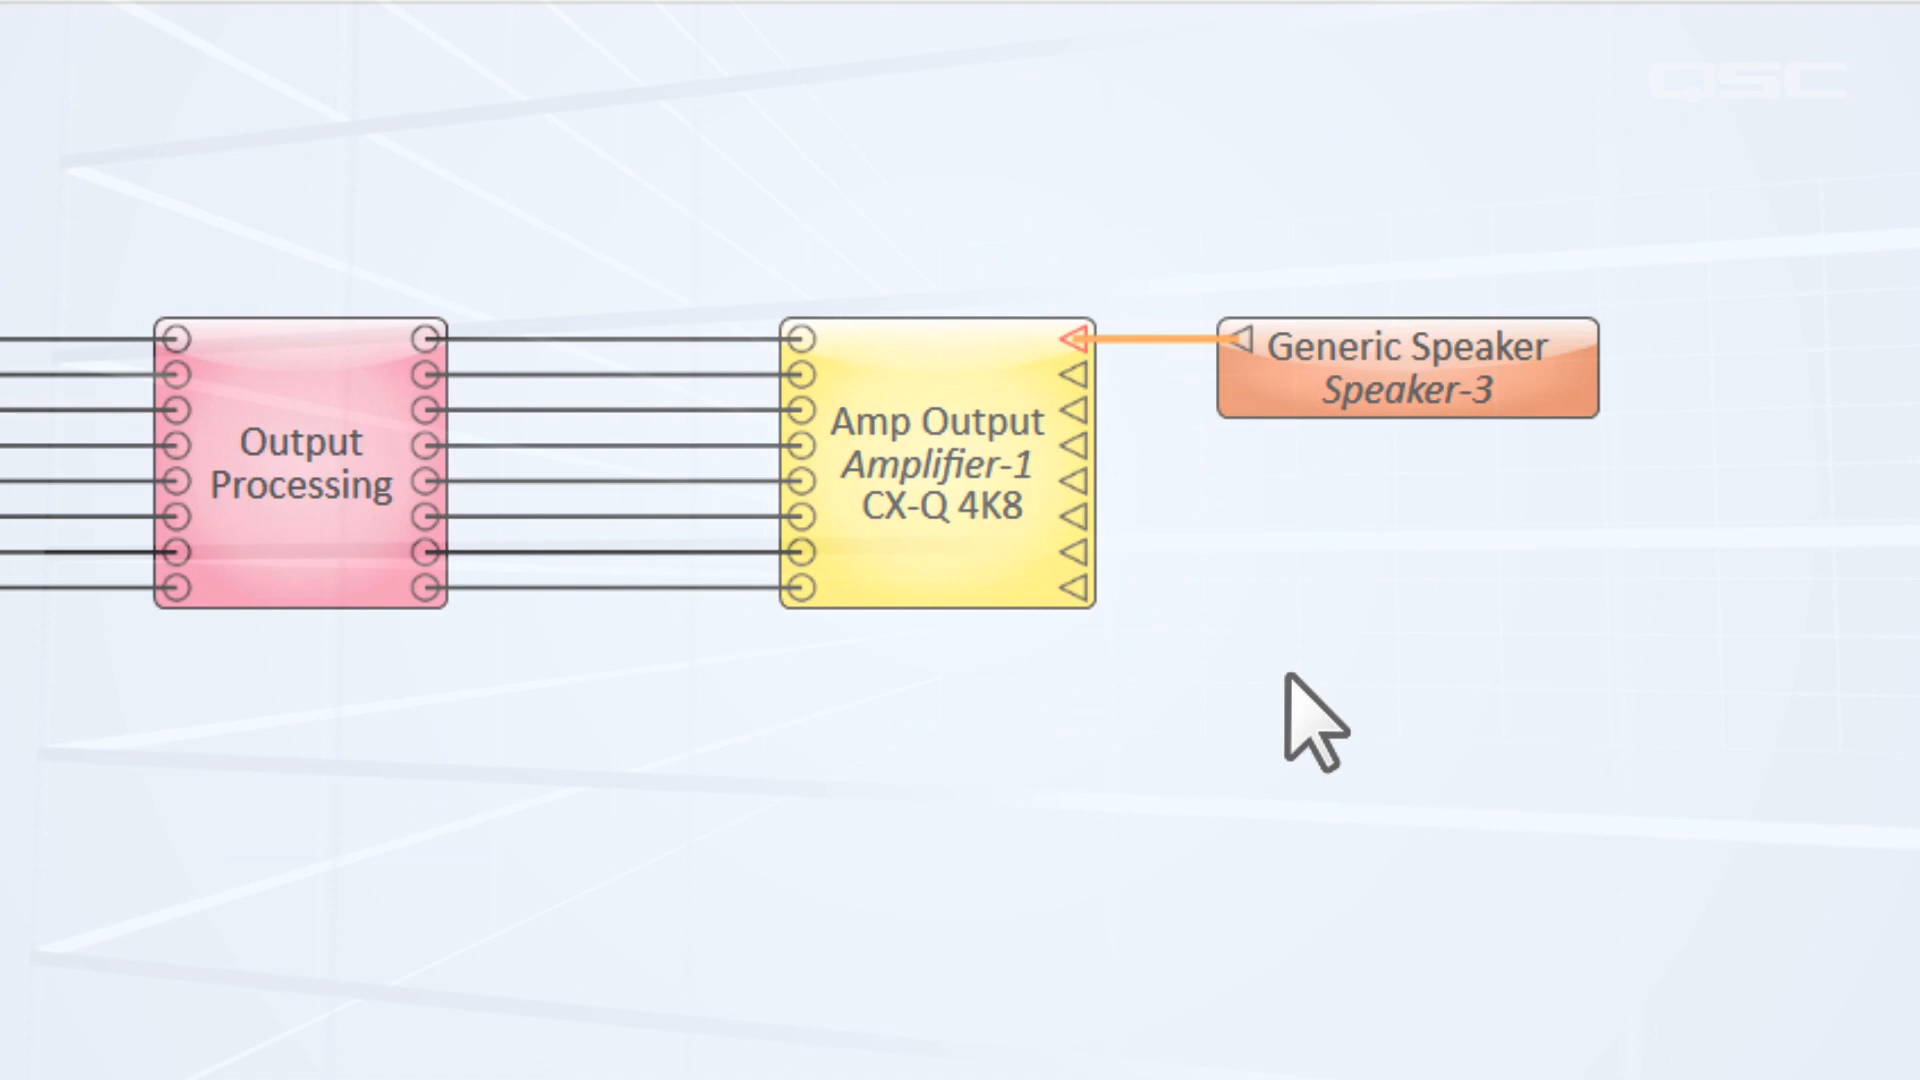 QSC
Output
Processing
Amp Output
Amplifier-1
CX-Q 4K8
Generic Speaker
Speaker-3